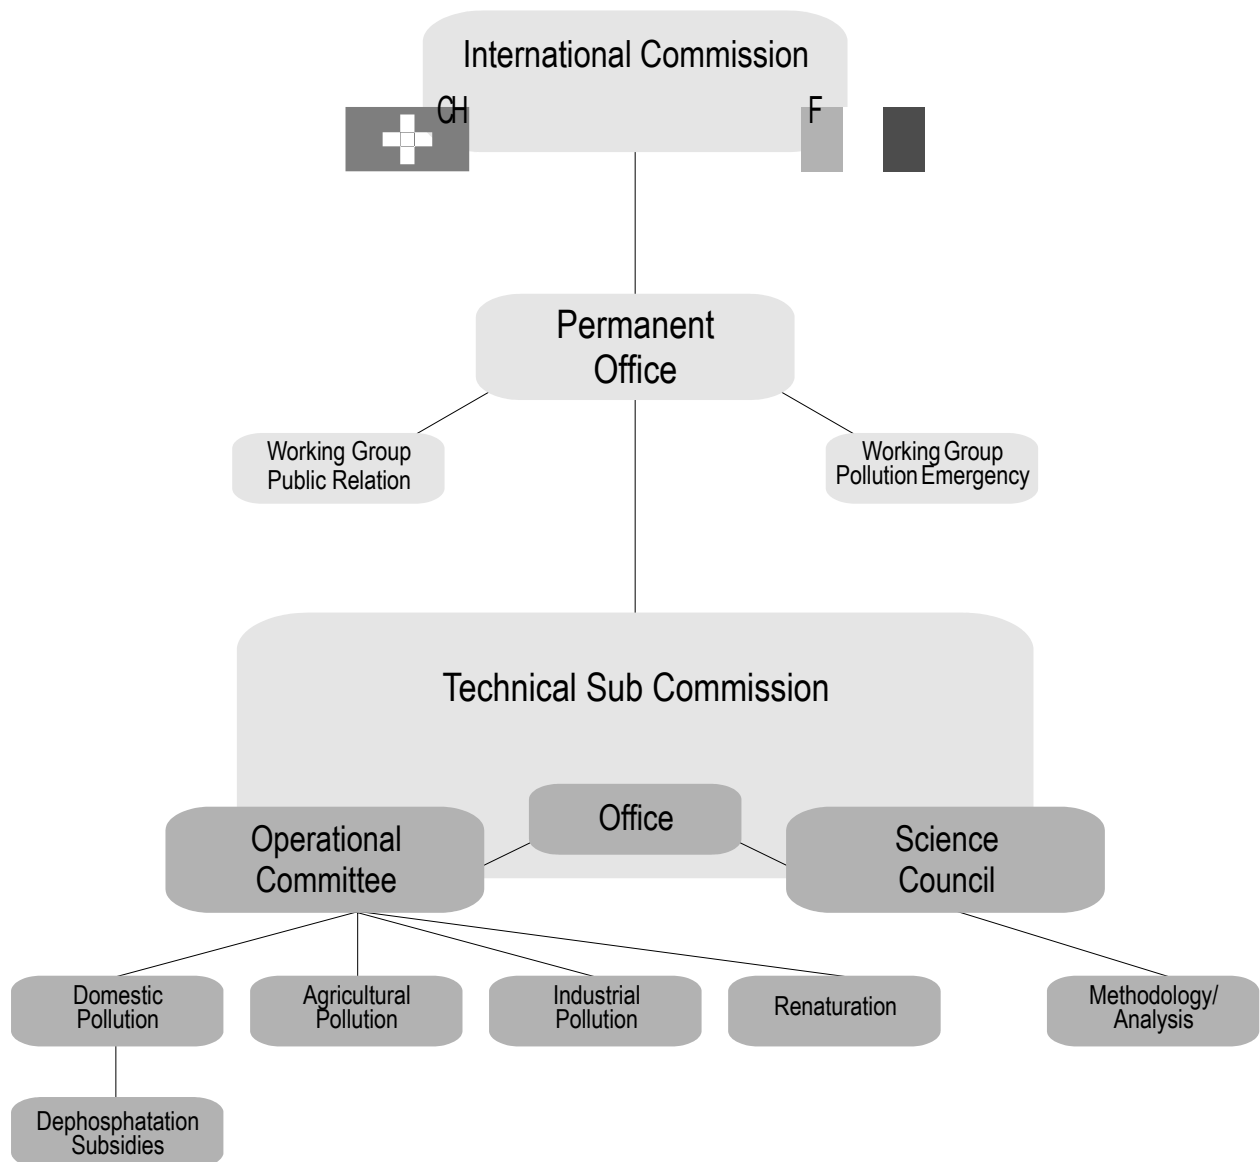 International Commission
CH
F
Permanent
Office
Working Group
Public Relation
Working Group
Pollution Emergency
Technical Sub Commission
Office
Operational
Committee
Science
Council
Domestic
Pollution
Agricultural
Pollution
Industrial
Pollution
Renaturation
Methodology/
Analysis
Dephosphatation
Subsidies